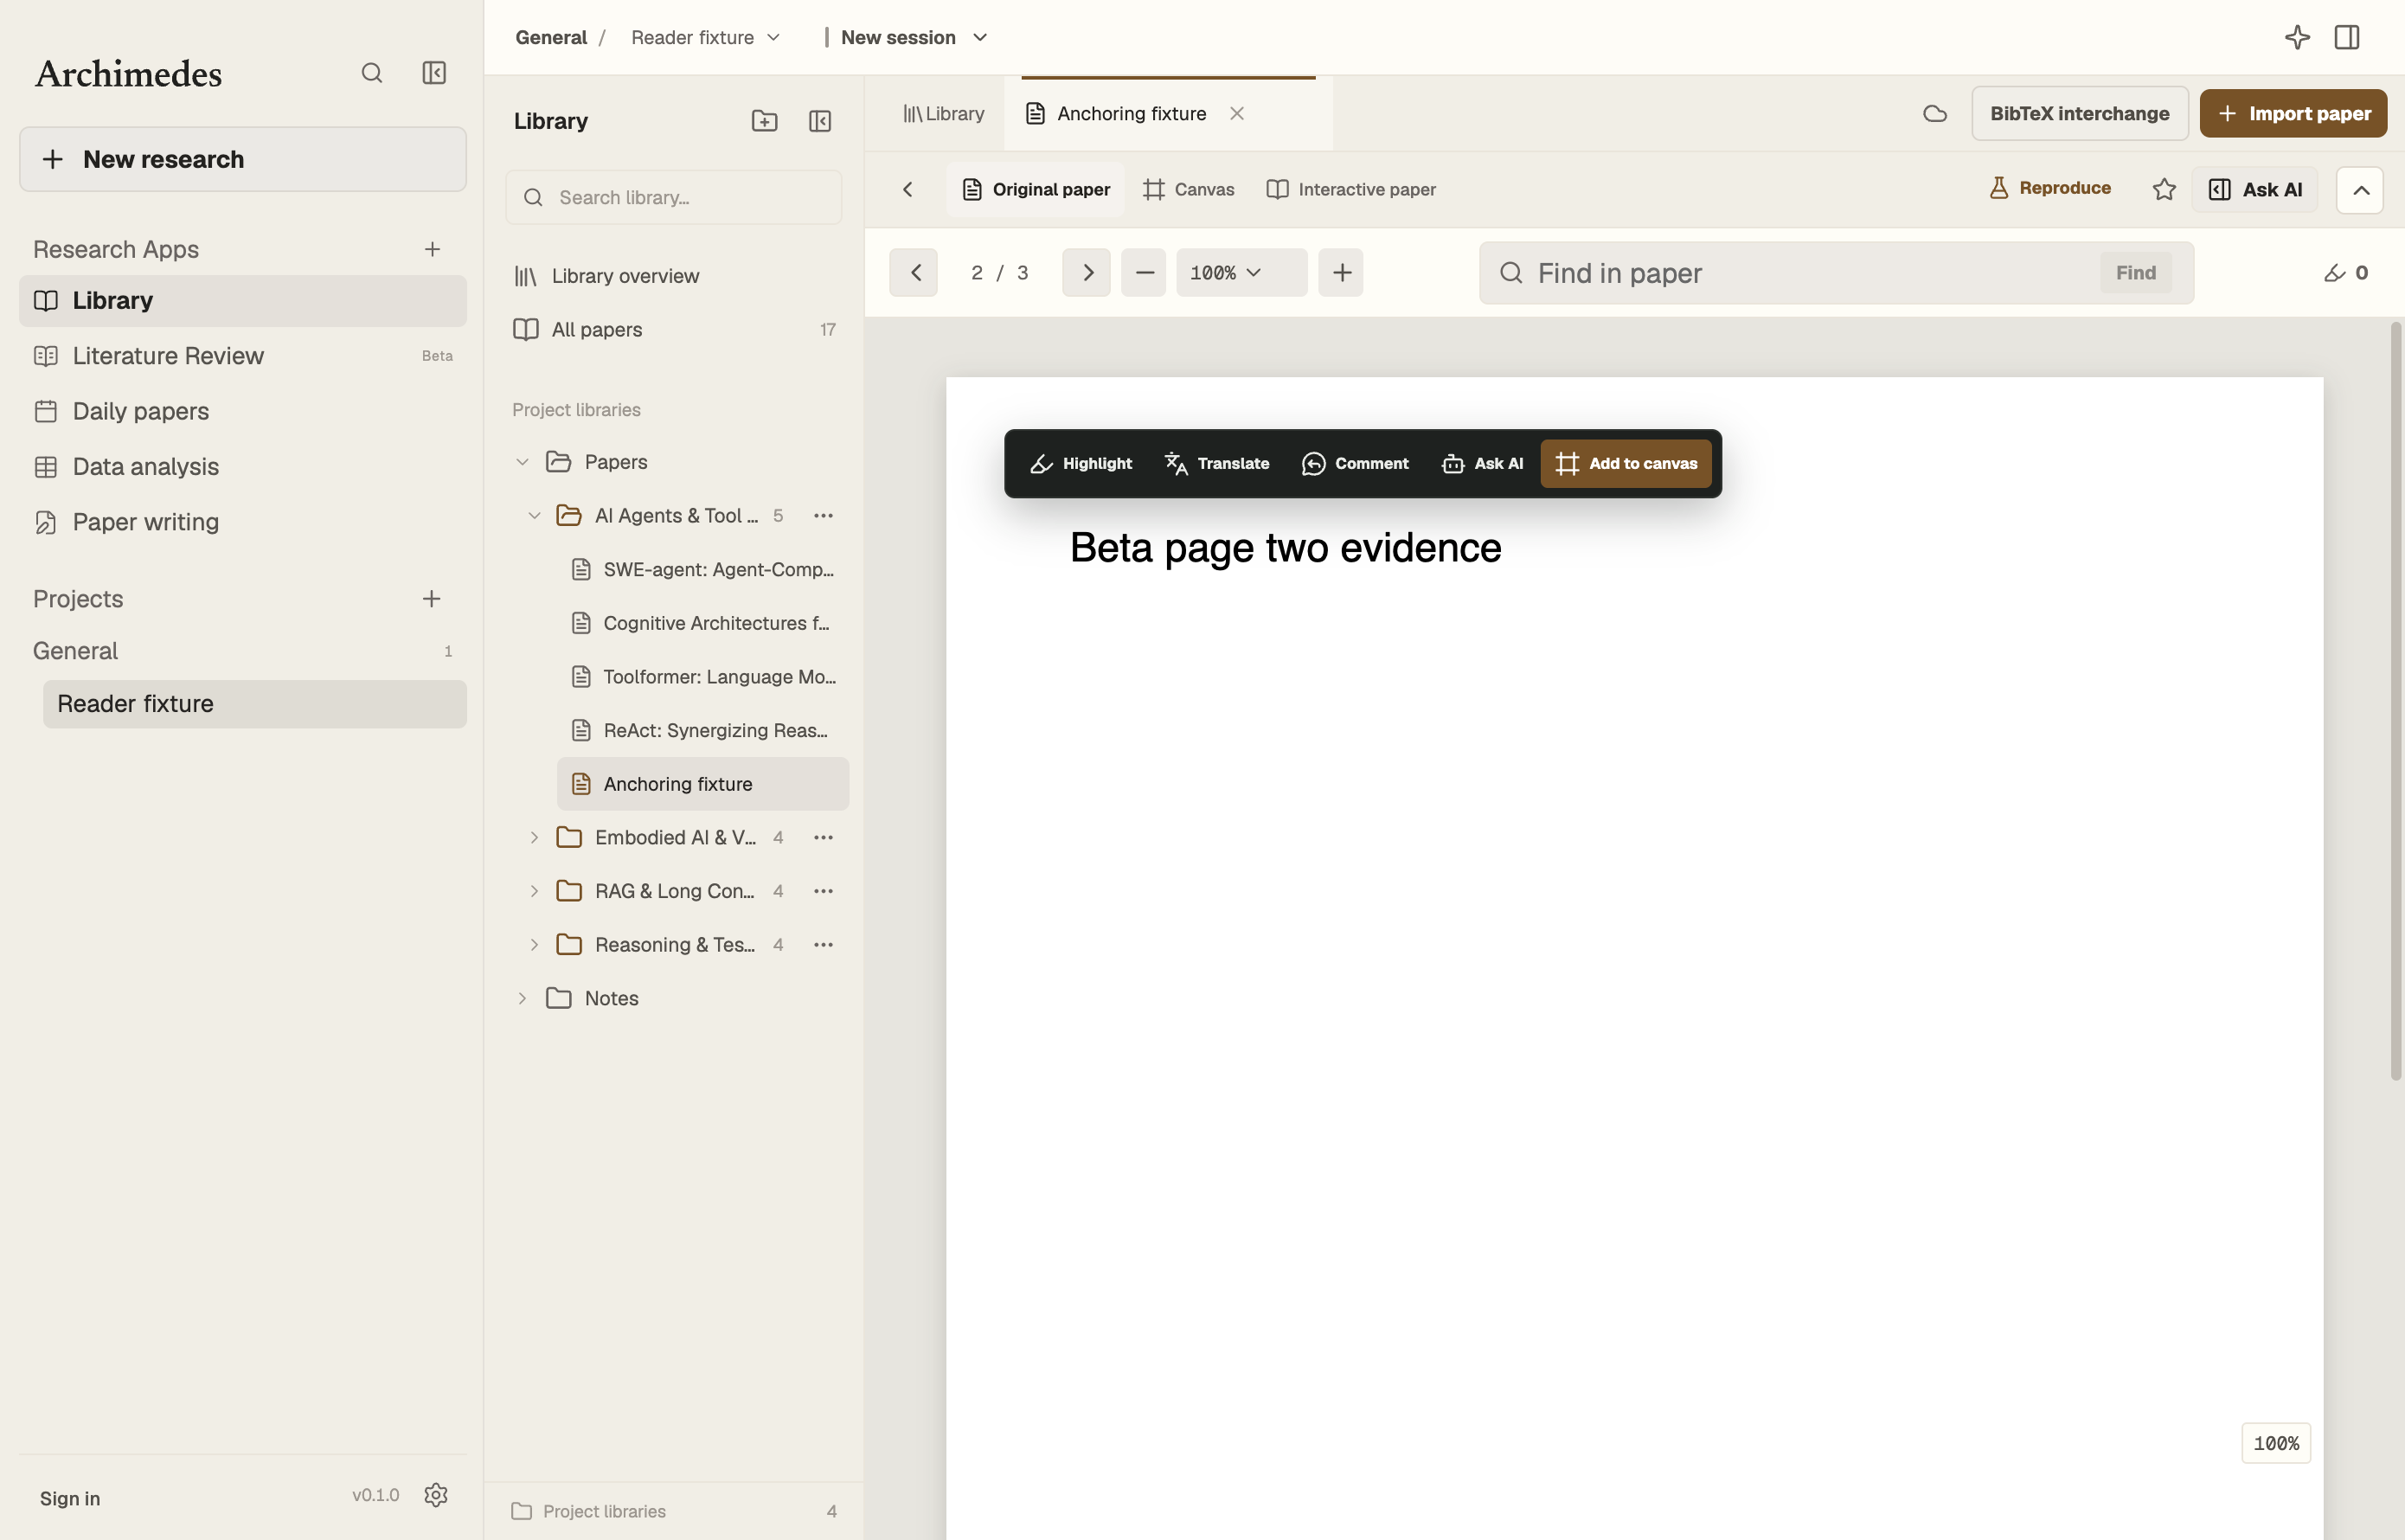 Archimedes
New research
Research Apps
Library
Literature Review
Beta
Daily papers
Data analysis
Paper writing
Projects
General
1
Reader fixture
Sign in
v0.1.0
General / Reader fixture
New session
Library
Search library...
Library overview
All papers
17
Project libraries
Papers
AI Agents & Tool ...
5
SWE-agent: Agent-Comp...
Cognitive Architectures f...
Toolformer: Language Mo...
ReAct: Synergizing Reas...
Anchoring fixture
Embodied AI & V...
4
RAG & Long Con...
4
Reasoning & Tes...
4
Notes
Project libraries
4
Library
Anchoring fixture
BibTeX interchange
Import paper
Original paper
Canvas
Interactive paper
Reproduce
Ask AI
2 / 3
100%
Find in paper
Find
0
Highlight
Translate
Comment
Ask AI
Add to canvas
Beta page two evidence
100%